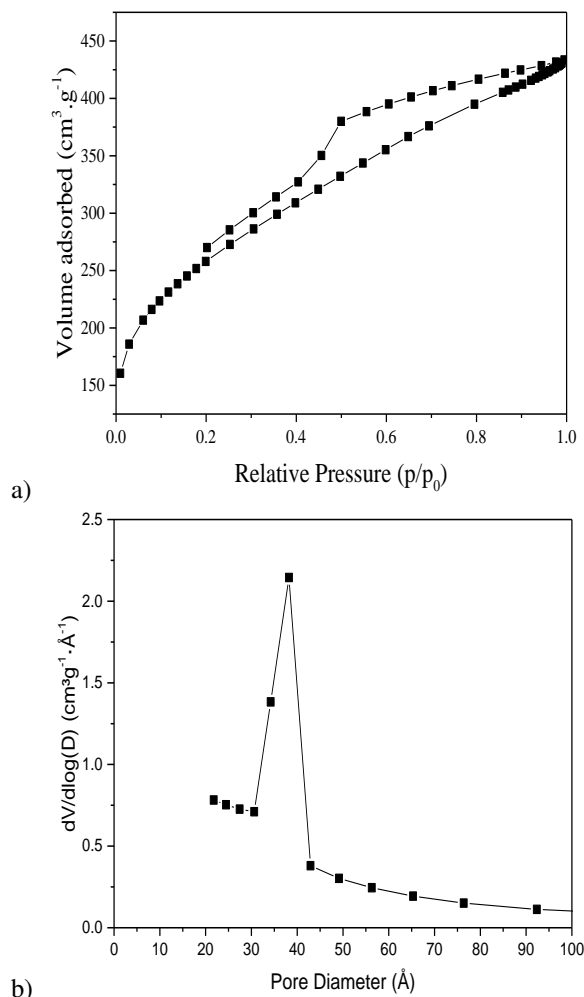 450
400
350
300
250
200
150
Volume adsorbed (cm³.g⁻¹)
0.0 0.2 0.4 0.6 0.8 1.0
Relative Pressure (p/p₀)
a)
2.5
2.0
1.5
1.0
0.5
0.0
dV/dlog(D) (cm³g⁻¹·Å⁻¹)
0 10 20 30 40 50 60 70 80 90 100
Pore Diameter (Å)
b)